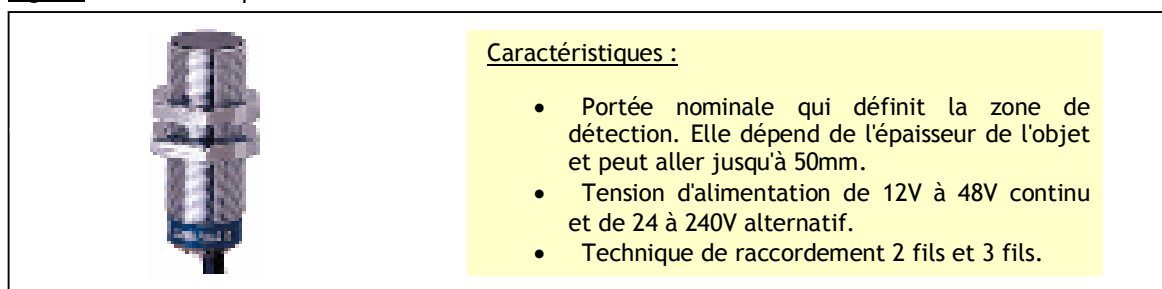 Caractéristiques :
• Portée nominale qui définit la zone de
détection. Elle dépend de l'épaisseur de l'objet
et peut aller jusqu'à 50mm.
• Tension d'alimentation de 12V à 48V continu
et de 24 à 240V alternatif.
• Technique de raccordement 2 fils et 3 fils.